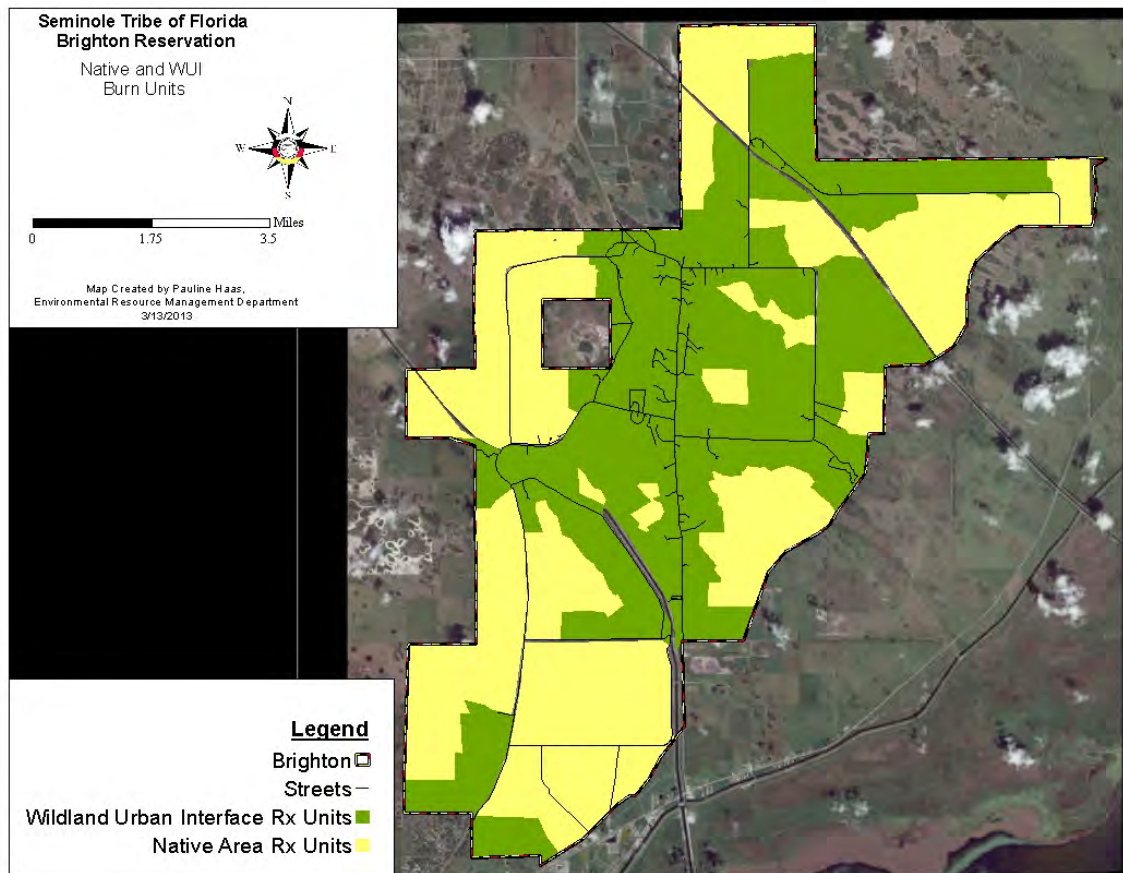 Seminole Tribe of Florida
Brighton Reservation
Native and WUI
Burn Units
N
W E
S
Miles
0 1.75 3.5
Map Created by Pauline Haas,
Environmental Resource Management Department
3/13/2013
Legend
Brighton
Streets
Wildland Urban Interface Rx Units
Native Area Rx Units